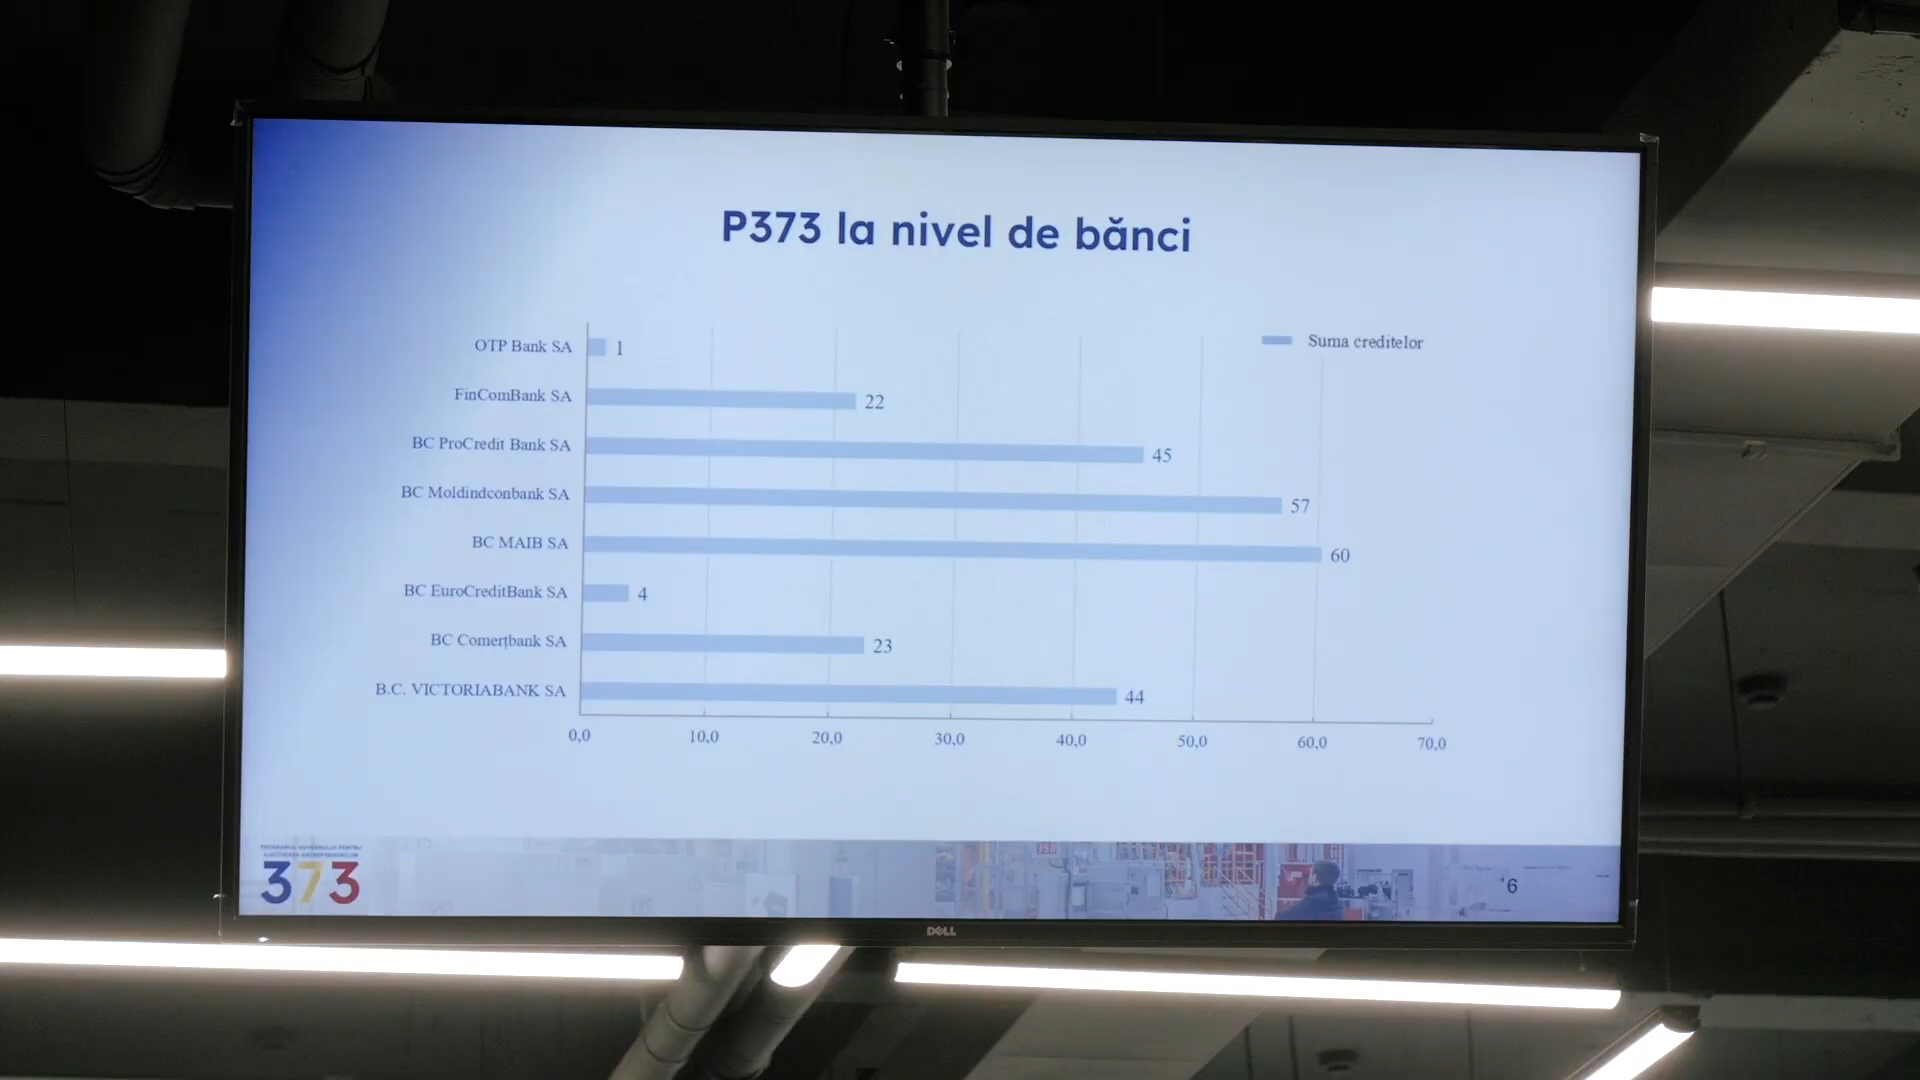 P373 la nivel de bănci
Suma creditelor
OTP Bank SA 1
FinComBank SA 22
BC ProCredit Bank SA 45
BC Moldindconbank SA 57
BC MAIB SA 60
BC EuroCreditBank SA 4
BC Comerțbank SA 23
B.C. VICTORIABANK SA 44
0,0 10,0 20,0 30,0 40,0 50,0 60,0 70,0
PROGRAMUL GUVERNULUI PENTRU
373
6
DELL